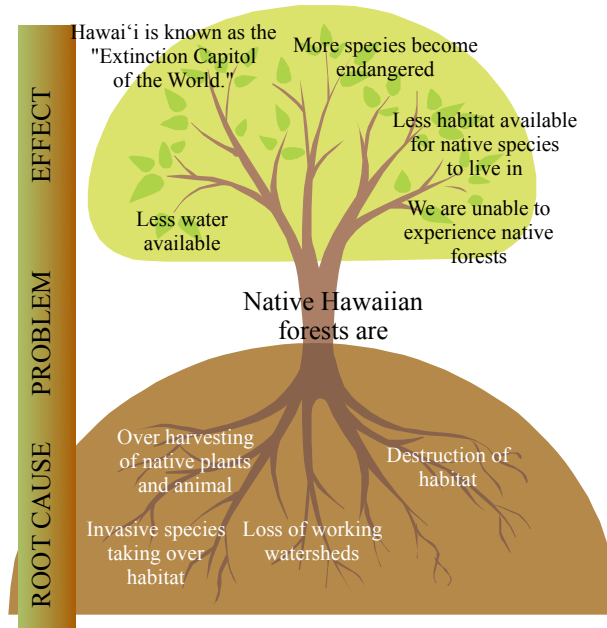 Hawai‘i is known as the
"Extinction Capitol
of the World."
More species become
endangered
Less habitat available
for native species
to live in
Less water
available
We are unable to
experience native
forests
EFFECT
Native Hawaiian
forests are
PROBLEM
Over harvesting
of native plants
and animal
Destruction of
habitat
Invasive species
taking over
habitat
Loss of working
watersheds
ROOT CAUSE